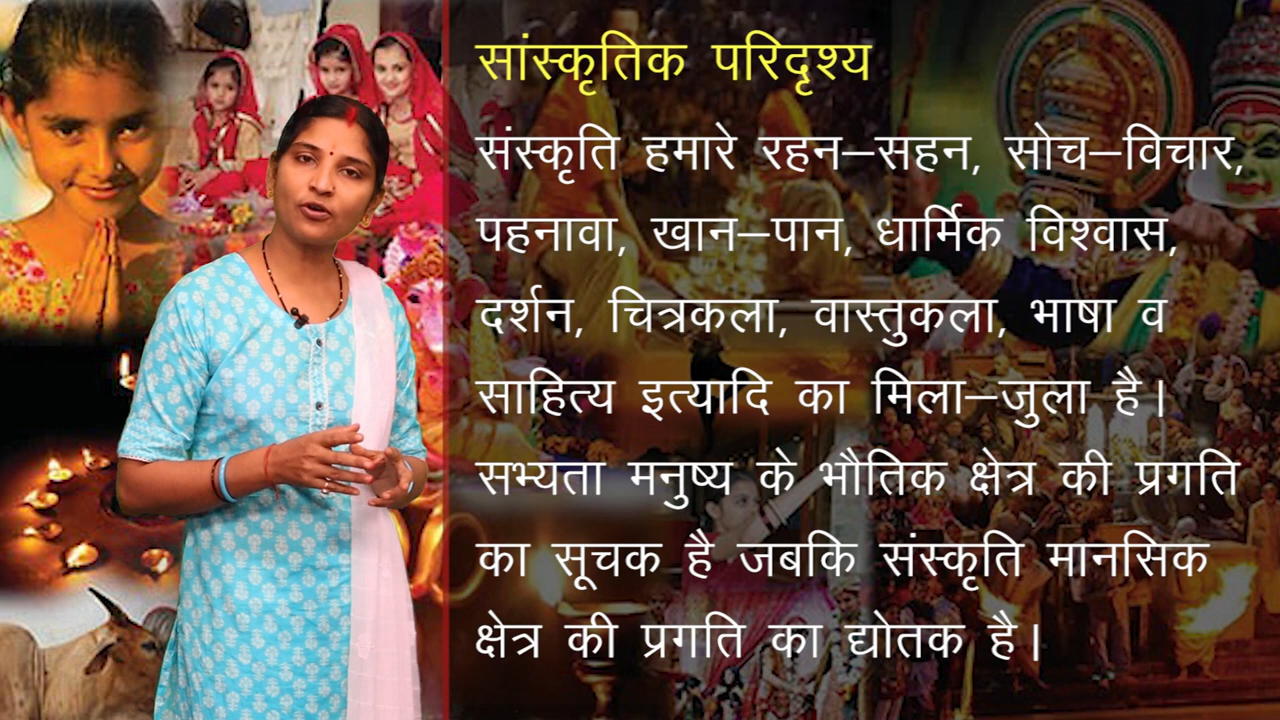 सांस्कृतिक परिदृश्य
संस्कृति हमारे रहन–सहन, सोच–विचार,
पहनावा, खान–पान, धार्मिक विश्वास,
दर्शन, चित्रकला, वास्तुकला, भाषा व
साहित्य इत्यादि का मिला–जुला है।
सभ्यता मनुष्य के भौतिक क्षेत्र की प्रगति
का सूचक है जबकि संस्कृति मानसिक
क्षेत्र की प्रगति का द्योतक है।